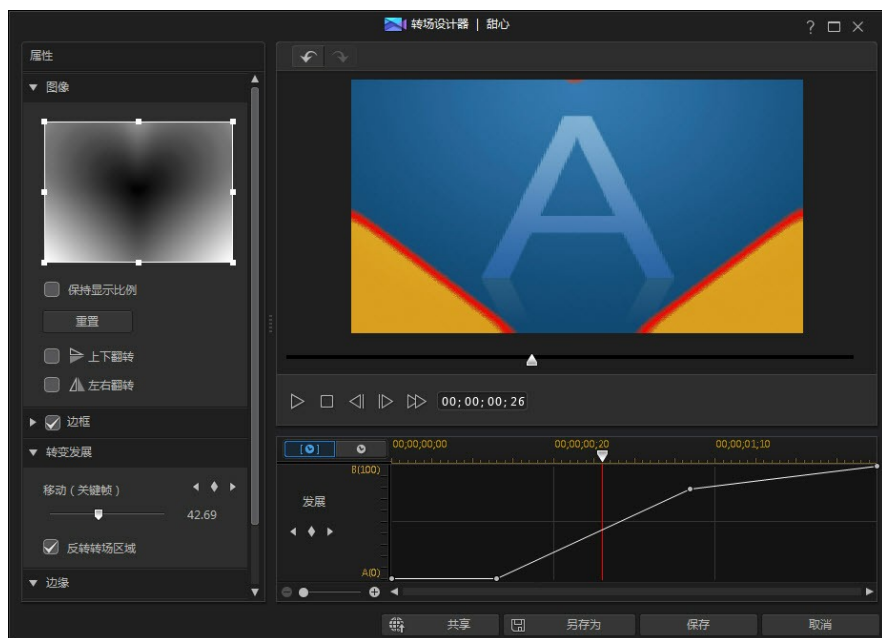 转场设计器 | 甜心
属性
图像
保持显示比例
重置
上下翻转
左右翻转
边框
转变发展
移动（关键帧）
42.69
反转转场区域
边缘
A
00;00;00;26
00;00;00;00 00;00;00;20 00;00;01;10
B(100)
发展
A(0)
共享 另存为 保存 取消